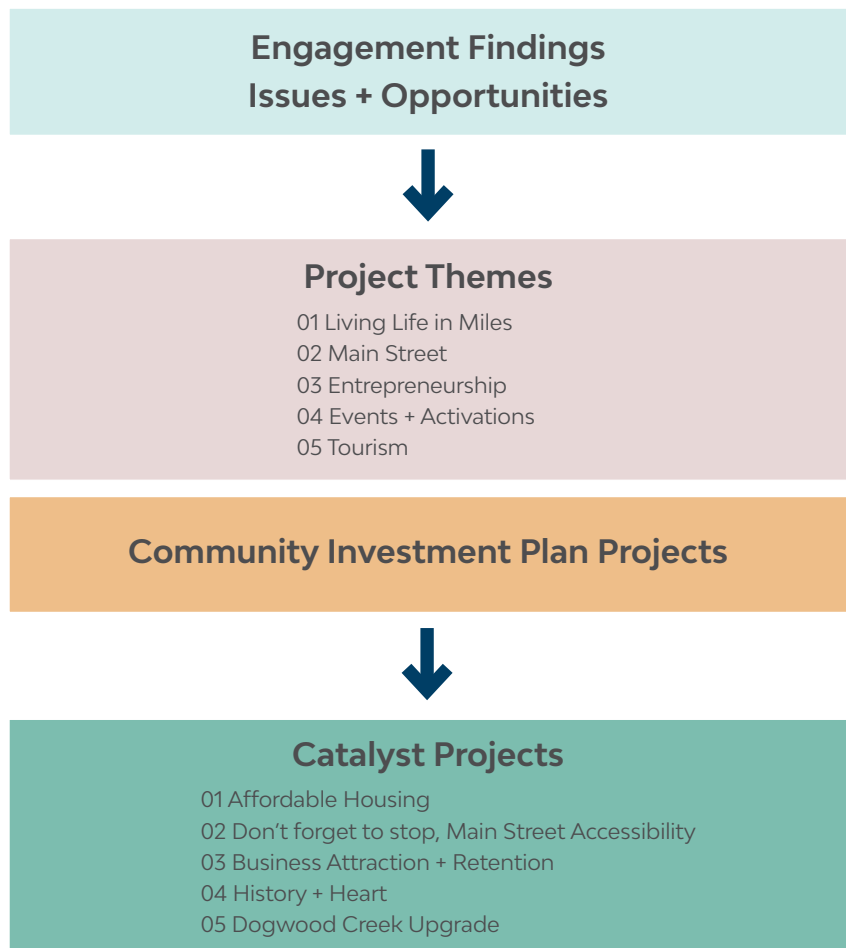 Engagement Findings
Issues + Opportunities
Project Themes
01 Living Life in Miles
02 Main Street
03 Entrepreneurship
04 Events + Activations
05 Tourism
Community Investment Plan Projects
Catalyst Projects
01 Affordable Housing
02 Don’t forget to stop, Main Street Accessibility
03 Business Attraction + Retention
04 History + Heart
05 Dogwood Creek Upgrade